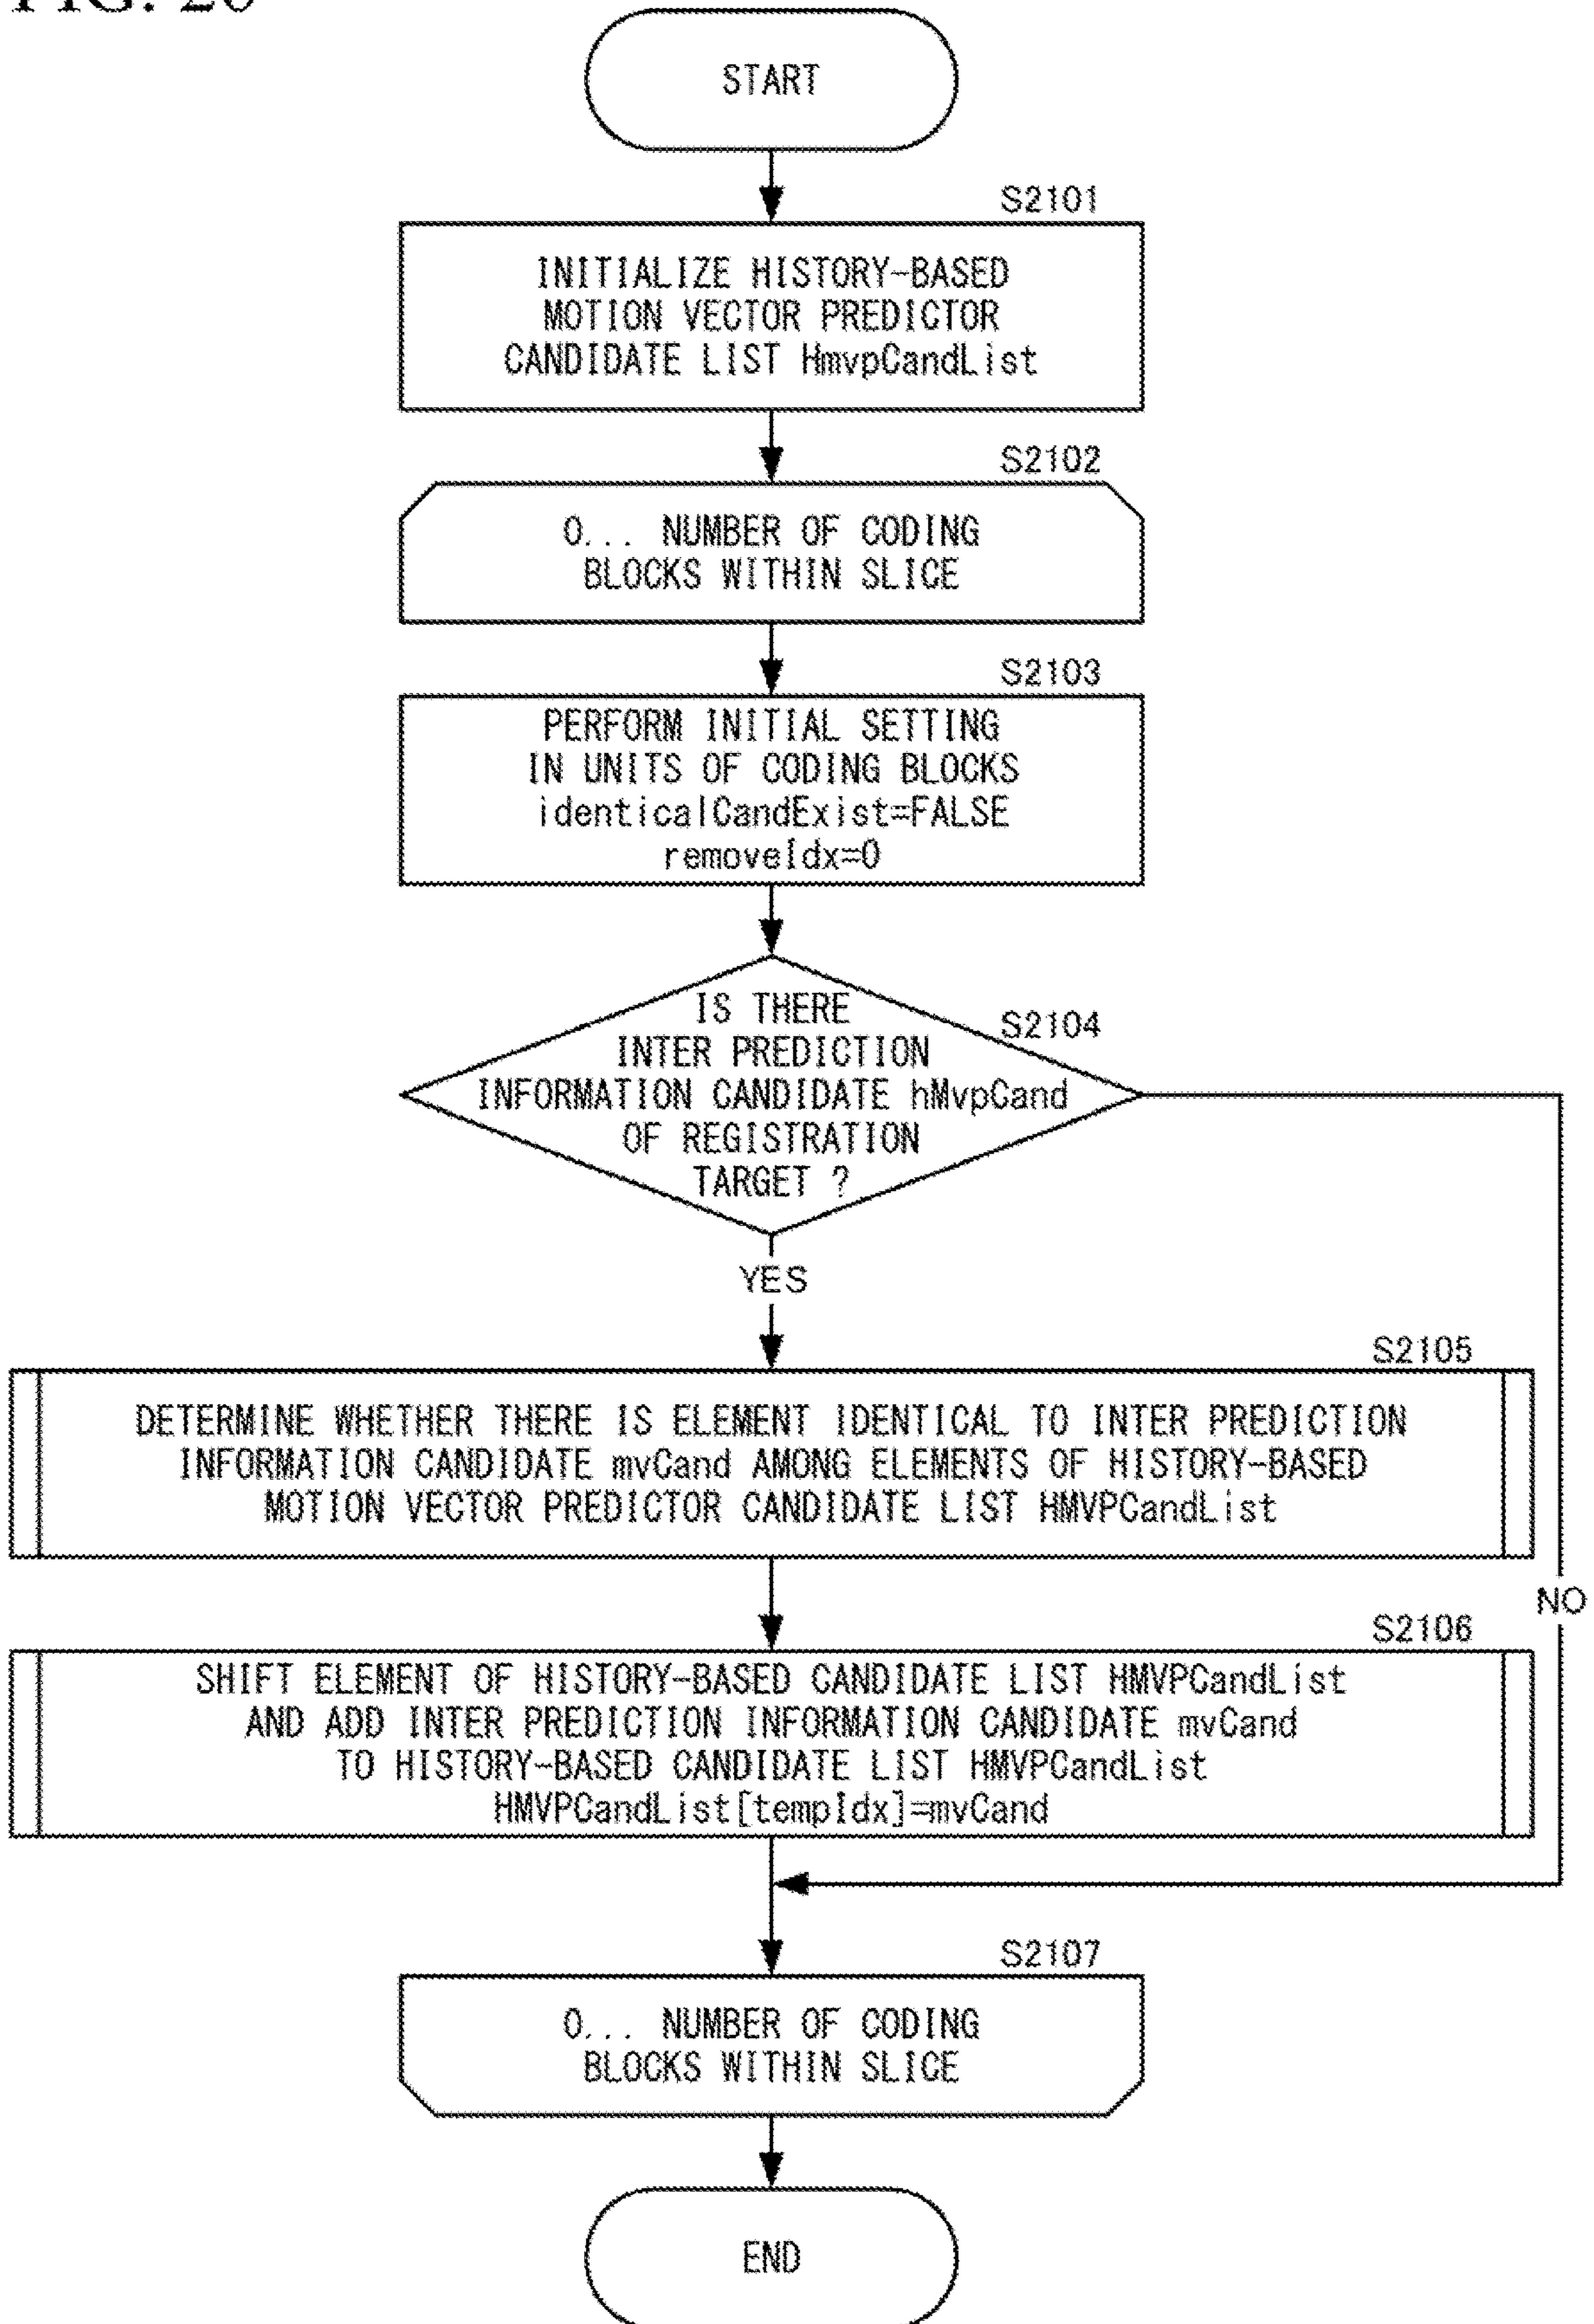 FIG. 26
START
S2101
INITIALIZE HISTORY-BASED
MOTION VECTOR PREDICTOR
CANDIDATE LIST HmvpCandList
S2102
0... NUMBER OF CODING
BLOCKS WITHIN SLICE
S2103
PERFORM INITIAL SETTING
IN UNITS OF CODING BLOCKS
identicalCandExist=FALSE
removeIdx=0
S2104
IS THERE
INTER PREDICTION
INFORMATION CANDIDATE hMvpCand
OF REGISTRATION
TARGET ?
YES
S2105
DETERMINE WHETHER THERE IS ELEMENT IDENTICAL TO INTER PREDICTION
INFORMATION CANDIDATE mvCand AMONG ELEMENTS OF HISTORY-BASED
MOTION VECTOR PREDICTOR CANDIDATE LIST HMVPCandList
NO
S2106
SHIFT ELEMENT OF HISTORY-BASED CANDIDATE LIST HMVPCandList
AND ADD INTER PREDICTION INFORMATION CANDIDATE mvCand
TO HISTORY-BASED CANDIDATE LIST HMVPCandList
HMVPCandList[tempIdx]=mvCand
S2107
0... NUMBER OF CODING
BLOCKS WITHIN SLICE
END